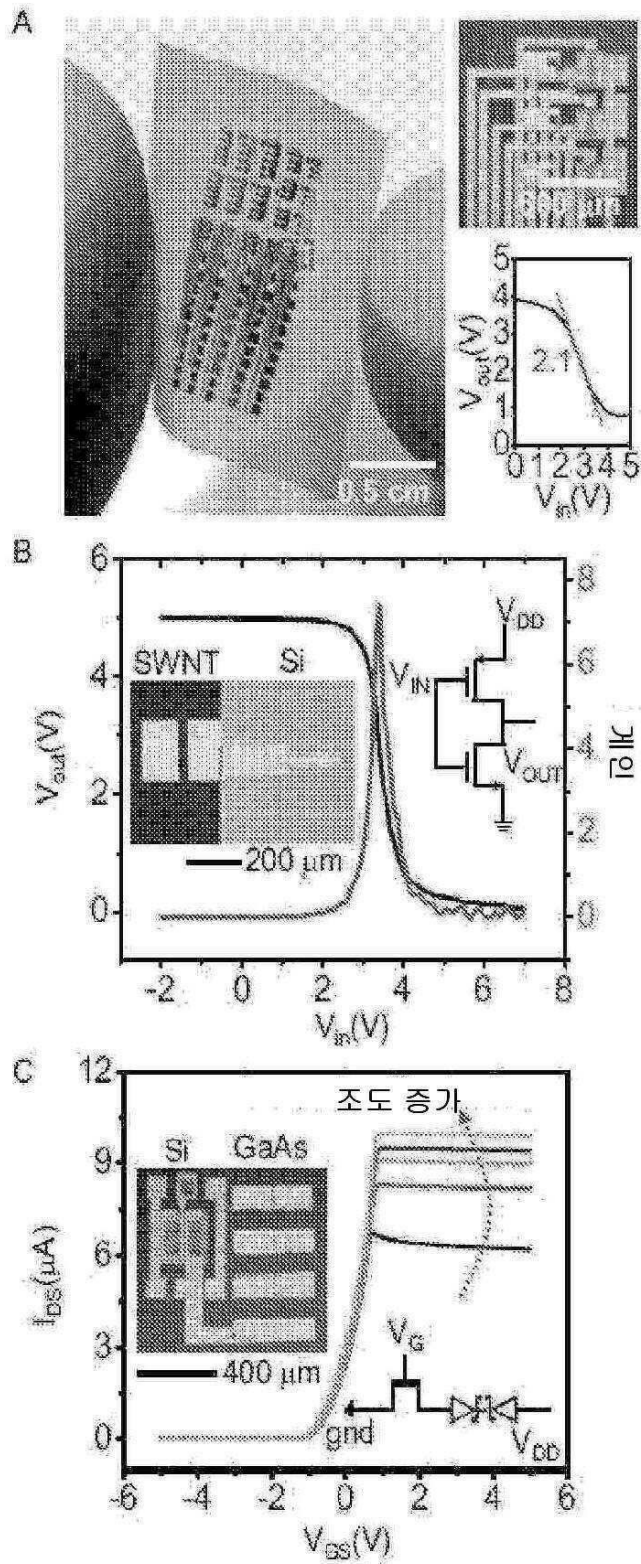 A
5
4
3
2
1
0
V_out(V)
2.1
0 1 2 3 4 5
V_in(V)
0.5 cm
B
6
4
2
0
V_out(V)
8
6
4
2
0
게인
SWNT
Si
200 μm
V_DD
V_IN
V_OUT
-2 0 2 4 6 8
V_in(V)
C
12
9
6
3
0
I_DS(μA)
조도 증가
Si
GaAs
400 μm
V_G
gnd
V_DD
-6 -4 -2 0 2 4 6
V_GS(V)